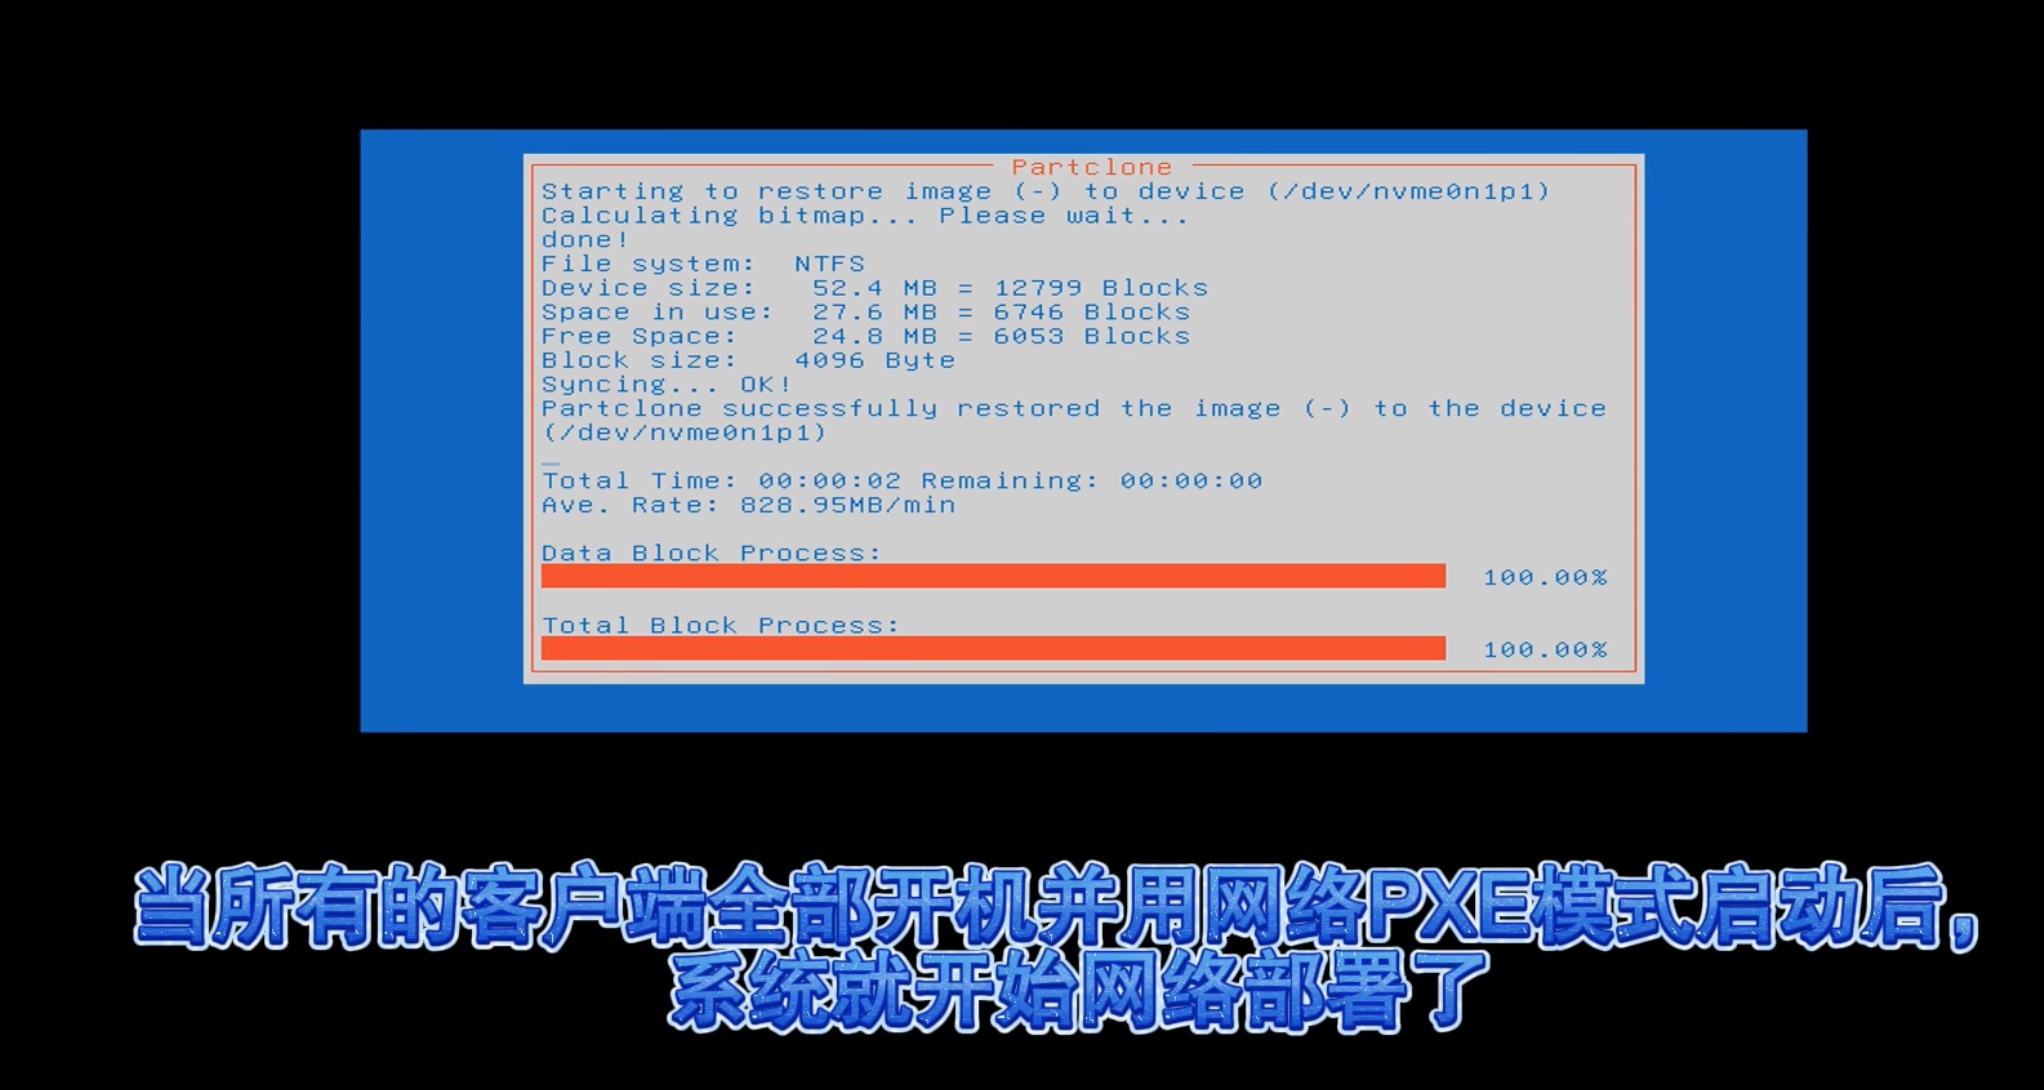 Partclone
Starting to restore image (-) to device (/dev/nvme0n1p1)
Calculating bitmap... Please wait...
done!
File system:  NTFS
Device size:   52.4 MB = 12799 Blocks
Space in use:  27.6 MB = 6746 Blocks
Free Space:    24.8 MB = 6053 Blocks
Block size:   4096 Byte
Syncing... OK!
Partclone successfully restored the image (-) to the device
(/dev/nvme0n1p1)
Total Time: 00:00:02 Remaining: 00:00:00
Ave. Rate: 828.95MB/min
Data Block Process:
100.00%
Total Block Process:
100.00%
当所有的客户端全部开机并用网络PXE模式启动后，
系统就开始网络部署了